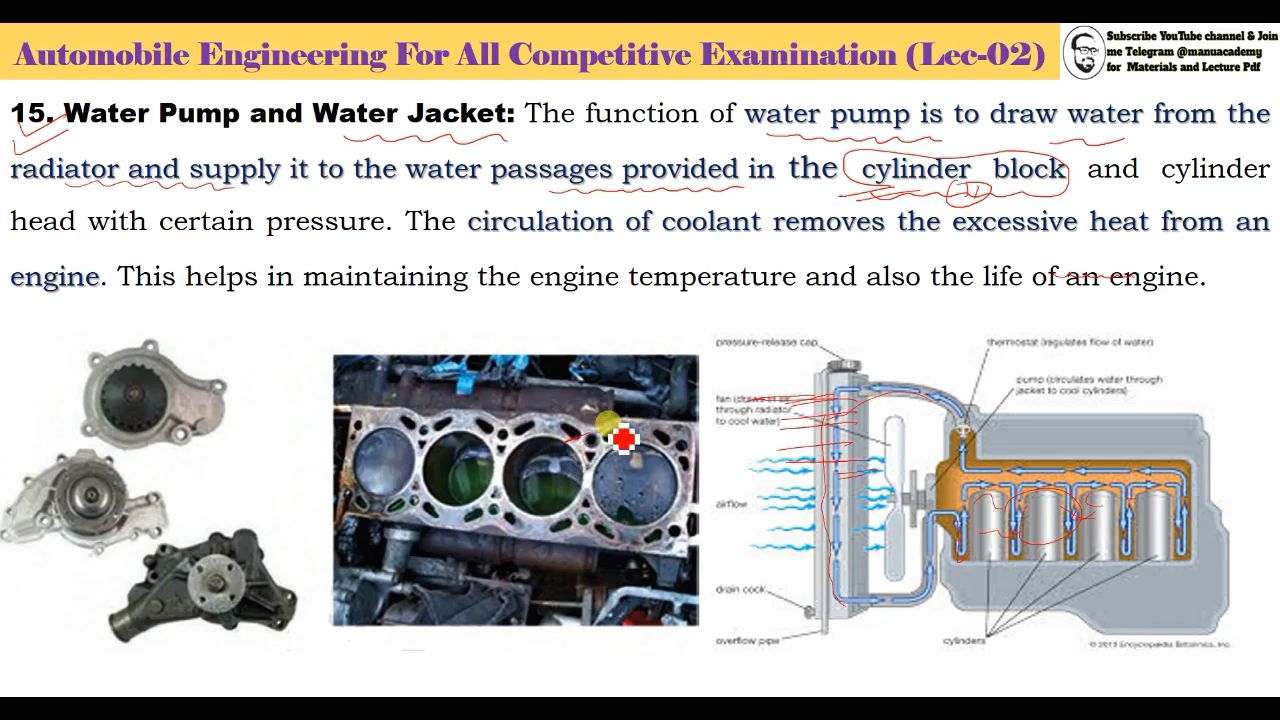 Automobile Engineering For All Competitive Examination (Lec-02)
Subscribe YouTube channel & Join
me Telegram @manuacademy
for Materials and Lecture Pdf
15. Water Pump and Water Jacket: The function of water pump is to draw water from the
radiator and supply it to the water passages provided in the cylinder block and cylinder
head with certain pressure. The circulation of coolant removes the excessive heat from an
engine. This helps in maintaining the engine temperature and also the life of an engine.
pressure-release cap
thermostat (regulates flow of water)
pump (circulates water through
jacket to cool cylinders)
fan (draws in air
through radiator
to cool water)
airflow
drain cock
overflow pipe
cylinders
© 2013 Encyclopædia Britannica, Inc.